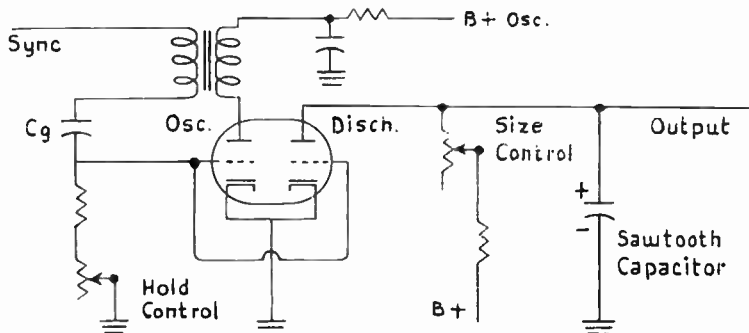 B+ Osc.
Sync
Cg
Osc.
Disch.
Size
Control
Output
+
-
Sawtooth
Capacitor
Hold
Control
B+